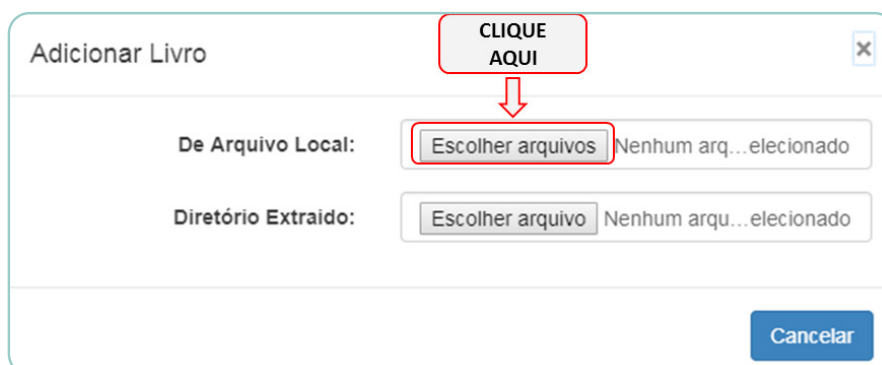 CLIQUE
AQUI
Adicionar Livro
×
De Arquivo Local: Escolher arquivos Nenhum arq...elecionado
Diretório Extraido: Escolher arquivo Nenhum arqu...elecionado
Cancelar